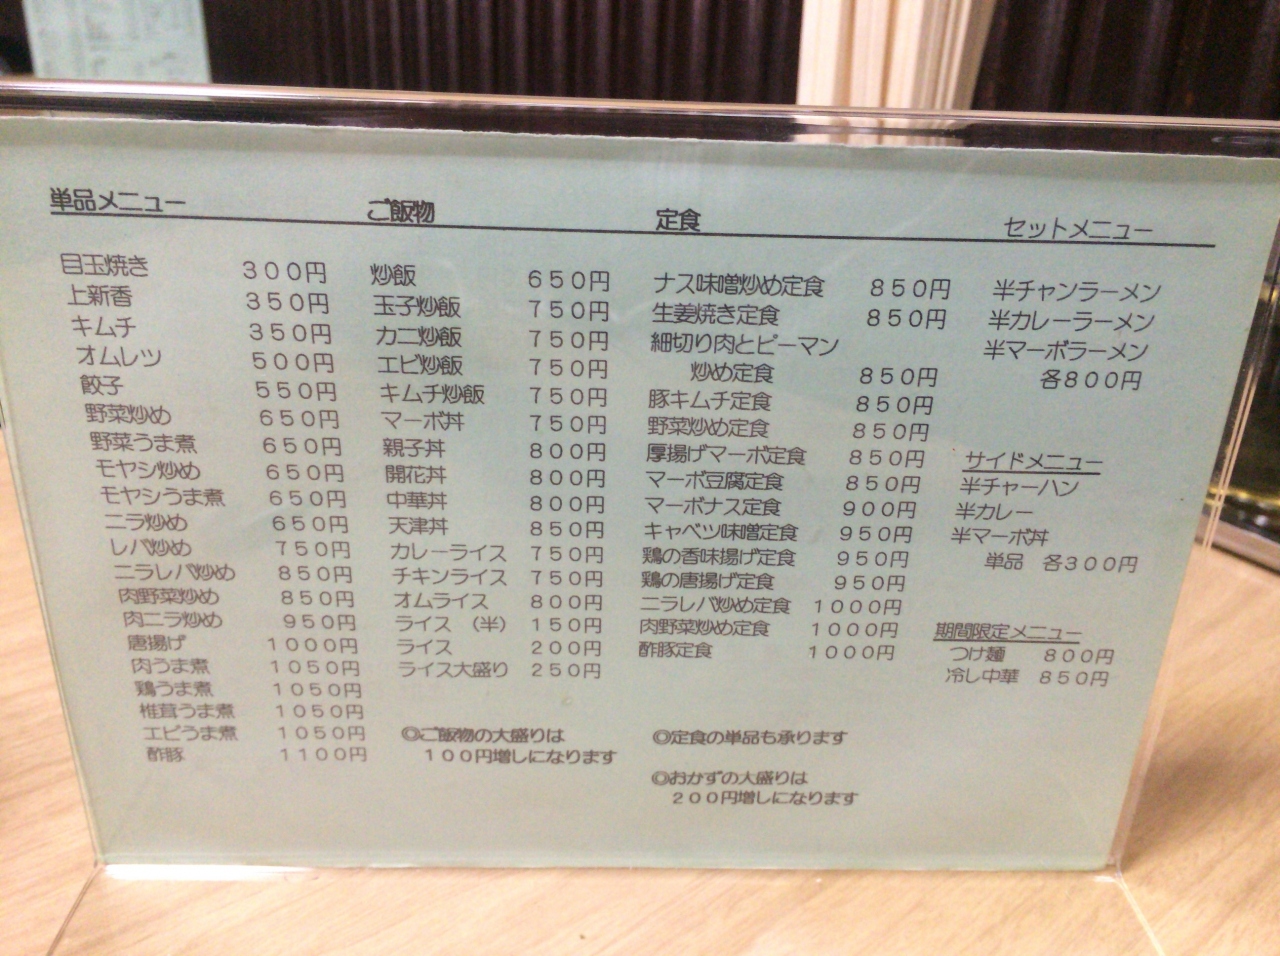 単品メニュー
目玉焼き 300円
上新香 350円
キムチ 350円
オムレツ 500円
餃子 550円
野菜炒め 650円
野菜うま煮 650円
モヤシ炒め 650円
モヤシうま煮 650円
ニラ炒め 650円
レバ炒め 750円
ニラレバ炒め 850円
肉野菜炒め 850円
肉ニラ炒め 950円
唐揚げ 1000円
肉うま煮 1050円
鶏うま煮 1050円
椎茸うま煮 1050円
エビうま煮 1050円
酢豚 1100円
ご飯物
炒飯 650円
玉子炒飯 750円
カニ炒飯 750円
エビ炒飯 750円
キムチ炒飯 750円
マーボ丼 750円
親子丼 800円
開花丼 800円
中華丼 800円
天津丼 850円
カレーライス 750円
チキンライス 750円
オムライス 800円
ライス (半) 150円
ライス 200円
ライス大盛り 250円
◎ご飯物の大盛りは
100円増しになります
定食
ナス味噌炒め定食 850円
生姜焼き定食 850円
細切り肉とピーマン
炒め定食 850円
豚キムチ定食 850円
野菜炒め定食 850円
厚揚げマーボ定食 850円
マーボ豆腐定食 850円
マーボナス定食 900円
キャベツ味噌定食 950円
鶏の香味揚げ定食 950円
鶏の唐揚げ定食 950円
ニラレバ炒め定食 1000円
肉野菜炒め定食 1000円
酢豚定食 1000円
◎定食の単品も承ります
◎おかずの大盛りは
200円増しになります
セットメニュー
半チャンラーメン
半カレーラーメン
半マーボラーメン
各800円
サイドメニュー
半チャーハン
半カレー
半マーボ丼
単品 各300円
期間限定メニュー
つけ麺 800円
冷し中華 850円